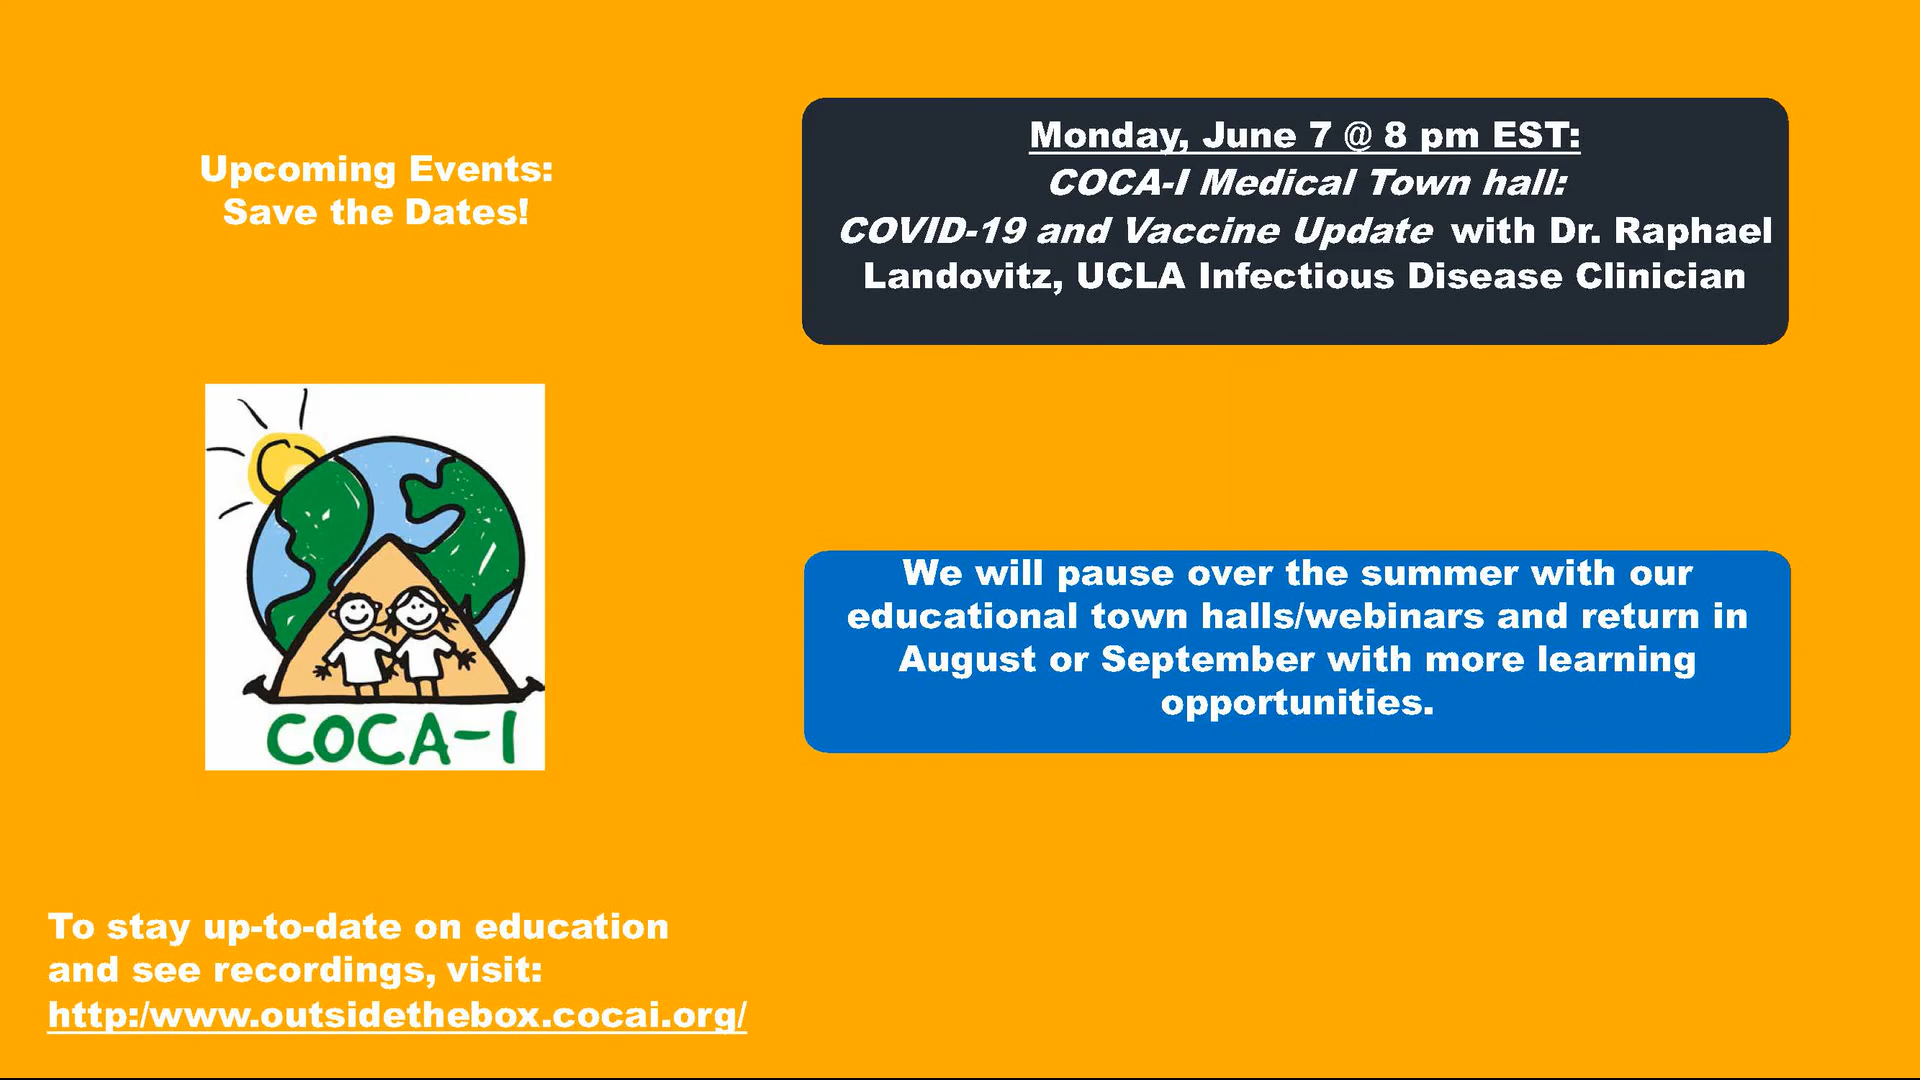 Upcoming Events:
Save the Dates!
Monday, June 7 @ 8 pm EST:
COCA-I Medical Town hall:
COVID-19 and Vaccine Update with Dr. Raphael
Landovitz, UCLA Infectious Disease Clinician
COCA-I
We will pause over the summer with our
educational town halls/webinars and return in
August or September with more learning
opportunities.
To stay up-to-date on education
and see recordings, visit:
http:/www.outsidethebox.cocai.org/